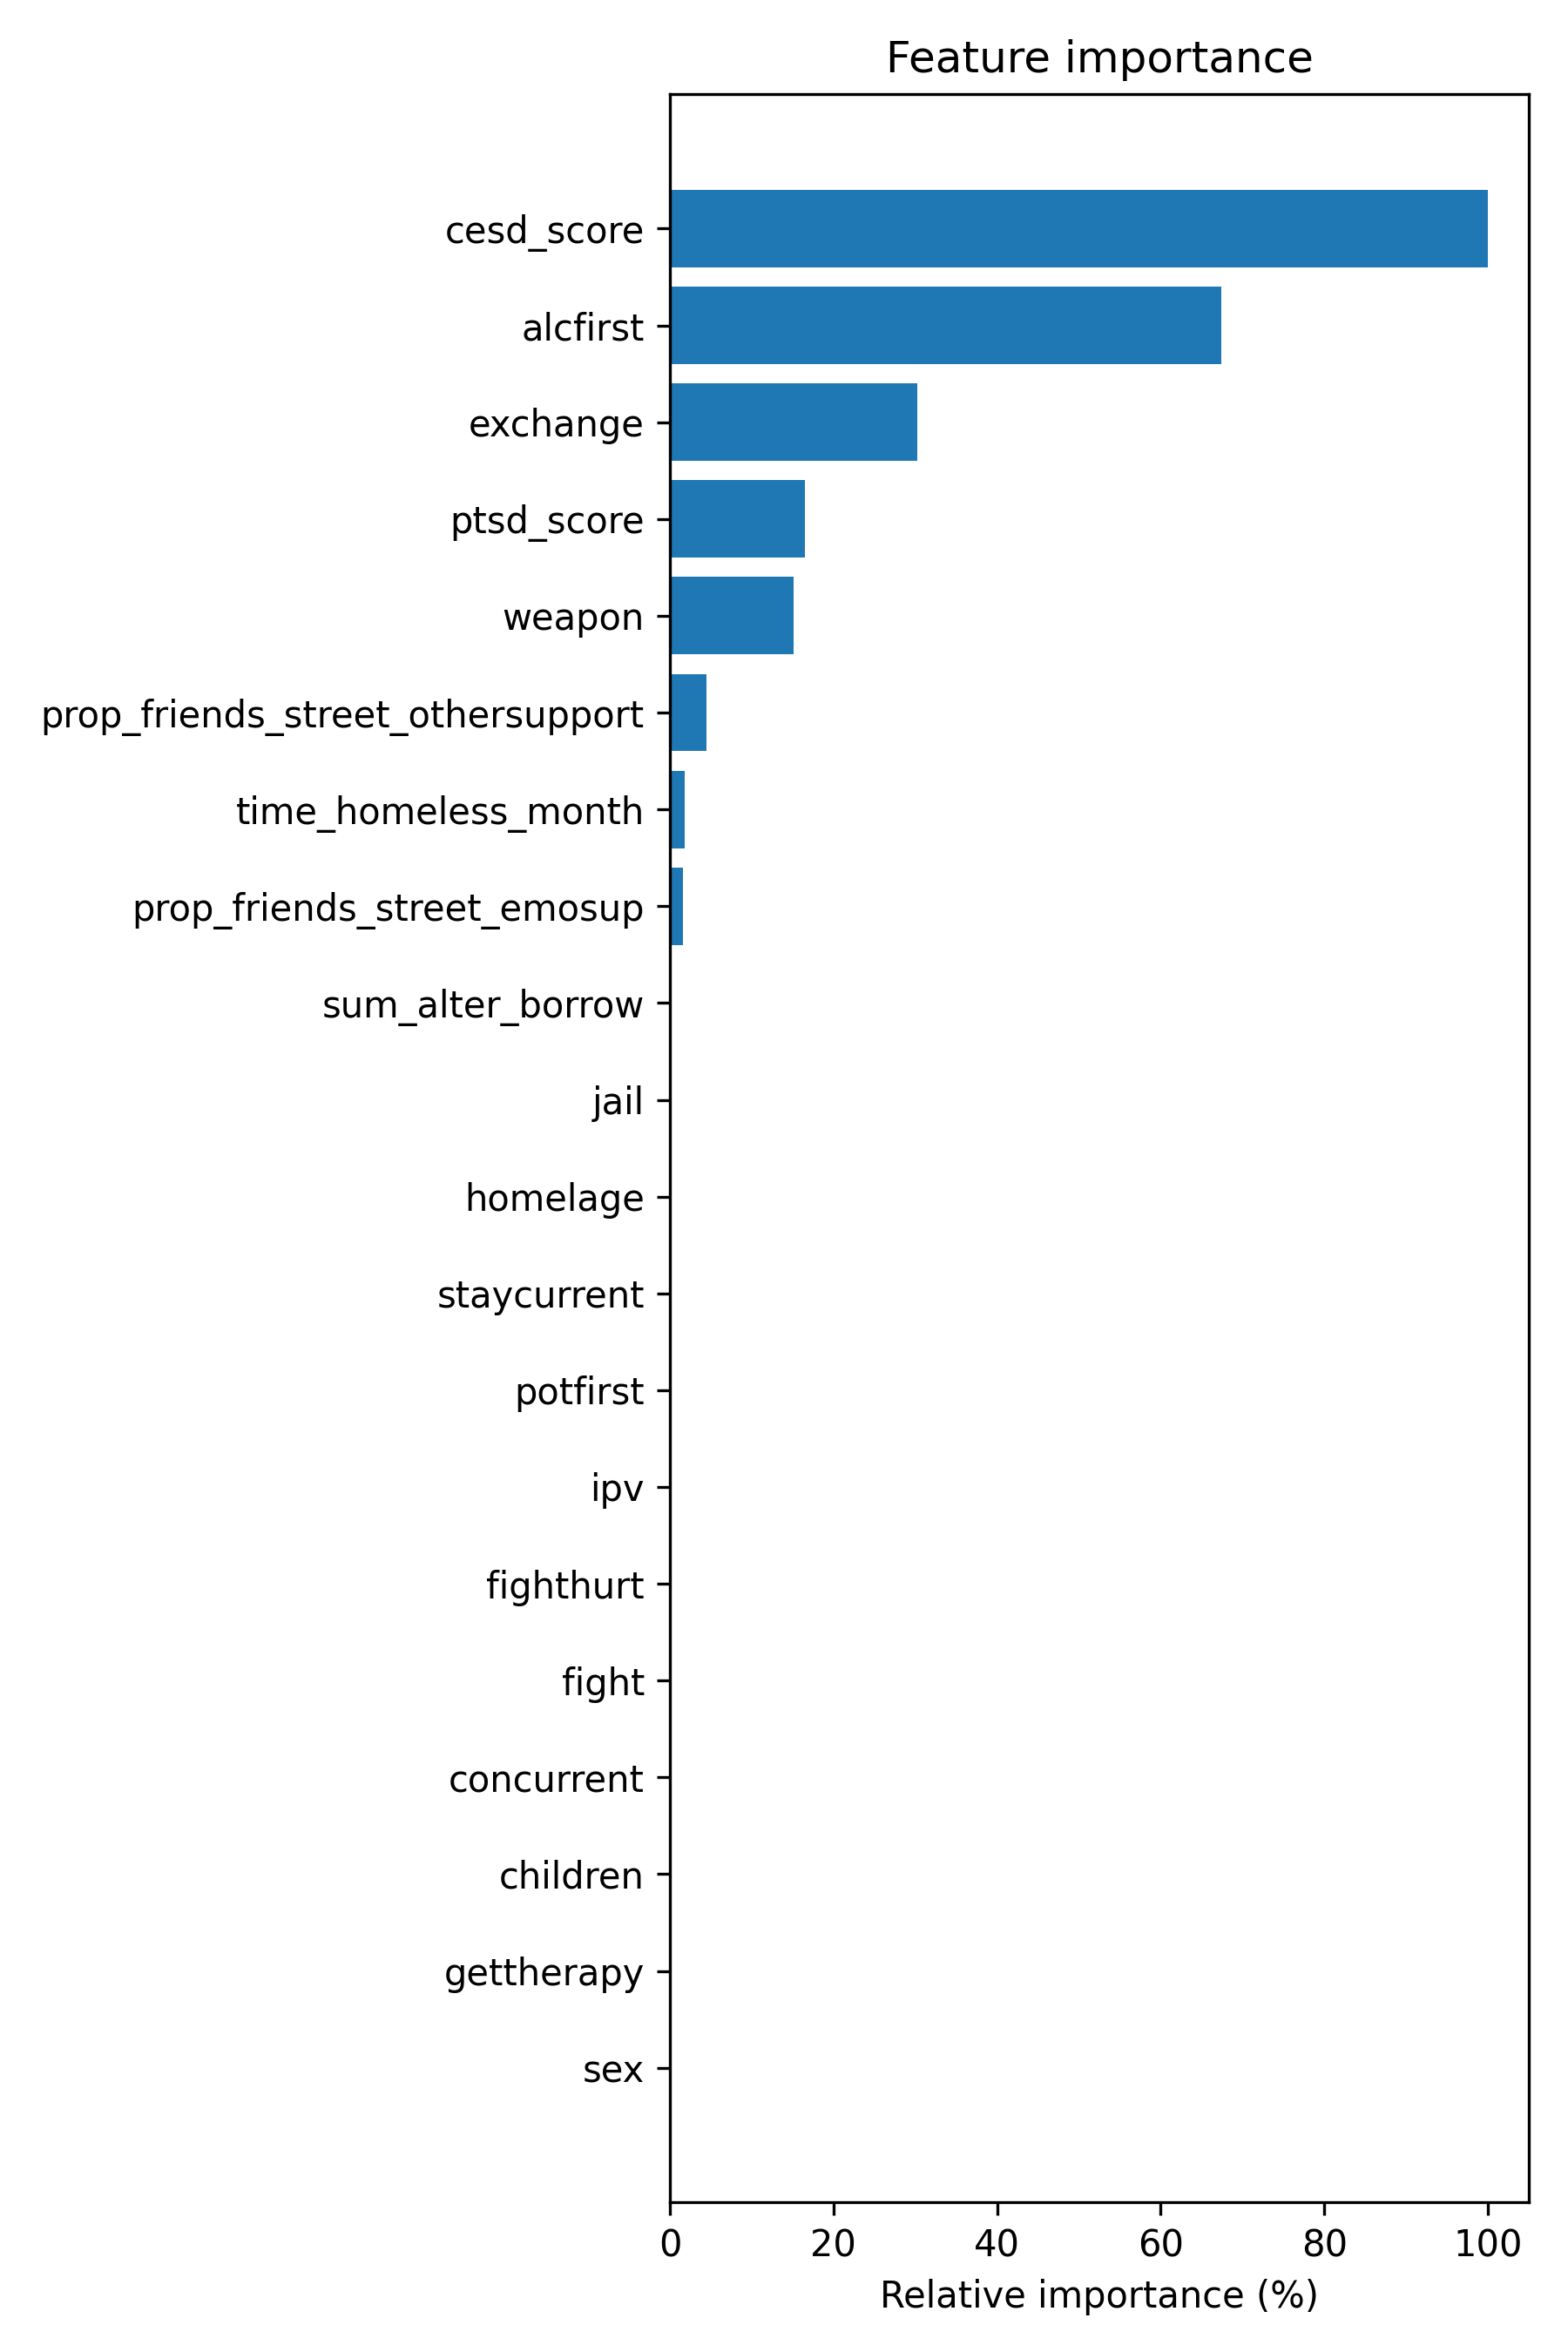 Feature importance
cesd_score
alcfirst
exchange
ptsd_score
weapon
prop_friends_street_othersupport
time_homeless_month
prop_friends_street_emosup
sum_alter_borrow
jail
homelage
staycurrent
potfirst
ipv
fighthurt
fight
concurrent
children
gettherapy
sex
0 20 40 60 80 100
Relative importance (%)